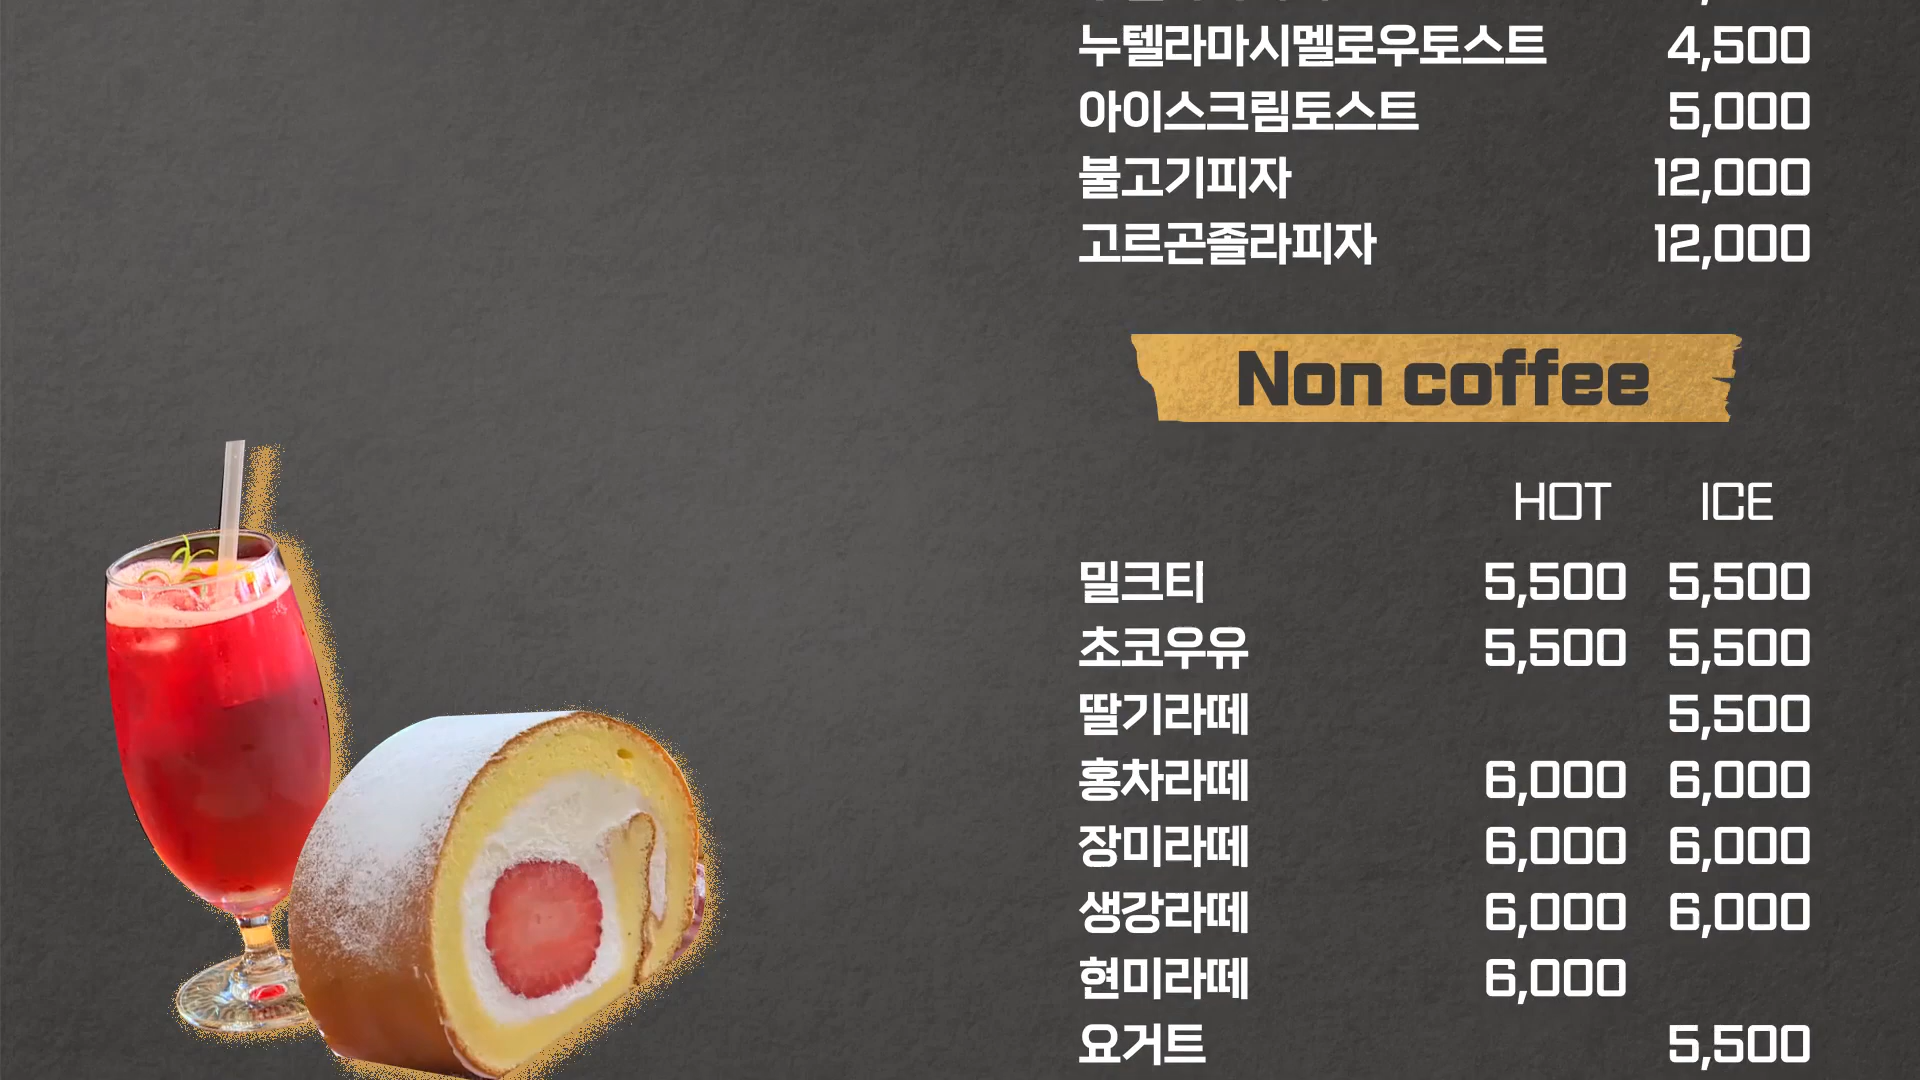 누텔라마시멜로우토스트 4,500
아이스크림토스트 5,000
불고기피자 12,000
고르곤졸라피자 12,000
Non coffee
HOT ICE
밀크티 5,500 5,500
초코우유 5,500 5,500
딸기라떼 5,500
홍차라떼 6,000 6,000
장미라떼 6,000 6,000
생강라떼 6,000 6,000
현미라떼 6,000
요거트 5,500